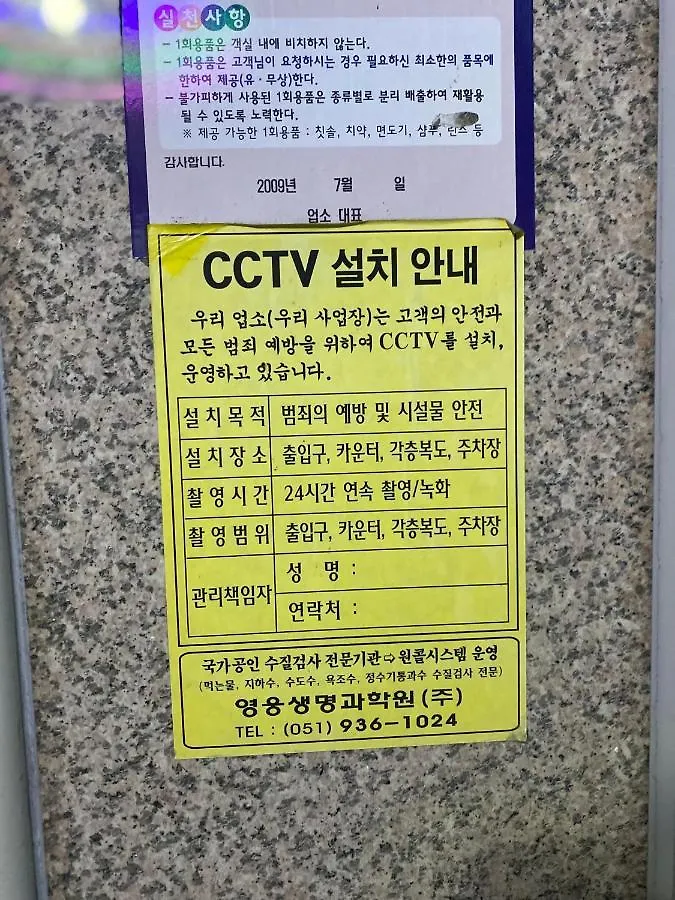 실천사항
- 1회용품은 객실 내에 비치하지 않는다.
- 1회용품은 고객님이 요청하시는 경우 필요하신 최소한의 품목에
한하여 제공(유·무상)한다.
- 불가피하게 사용된 1회용품은 종류별로 분리 배출하여 재활용
될 수 있도록 노력한다.
※ 제공 가능한 1회용품 : 칫솔, 치약, 면도기, 샴푸, 린스 등
감사합니다.
2009년 7월 일
업소 대표
CCTV 설치 안내
우리 업소(우리 사업장)는 고객의 안전과
모든 범죄 예방을 위하여 CCTV를 설치,
운영하고 있습니다.
설치목적 범죄의 예방 및 시설물 안전
설치장소 출입구, 카운터, 각층복도, 주차장
촬영시간 24시간 연속 촬영/녹화
촬영범위 출입구, 카운터, 각층복도, 주차장
관리책임자 성 명 :
연락처 :
국가공인 수질검사 전문기관⇨원콜시스템 운영
(먹는물, 지하수, 수도수, 욕조수, 정수기통과수 수질검사 전문)
영웅생명과학원(주)
TEL : (051) 936-1024